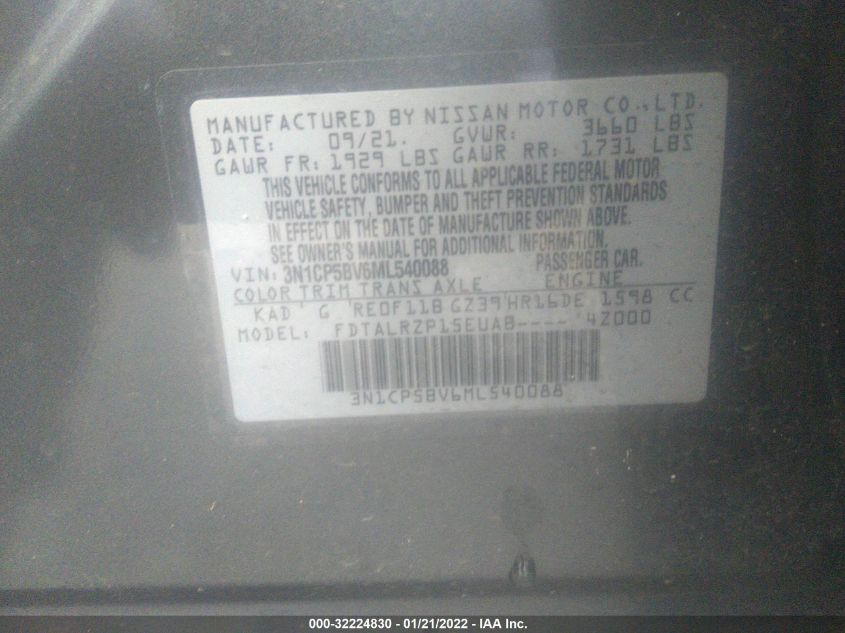 MANUFACTURED BY NISSAN MOTOR CO., LTD.
DATE: 09/21. GVWR: 3660 LBS
GAWR FR: 1929 LBS GAWR RR: 1731 LBS
THIS VEHICLE CONFORMS TO ALL APPLICABLE FEDERAL MOTOR
VEHICLE SAFETY, BUMPER AND THEFT PREVENTION STANDARDS
IN EFFECT ON THE DATE OF MANUFACTURE SHOWN ABOVE.
SEE OWNER'S MANUAL FOR ADDITIONAL INFORMATION.
VIN: 3N1CP5BV6ML540088 PASSENGER CAR.
COLOR TRIM TRANS AXLE ENGINE
KAD G RE0F11B GZ39 HR16DE 1598 CC
MODEL: FDTALRZP15EUAB---- 42000
3N1CP5BV6ML540088
000-32224830 - 01/21/2022 - IAA Inc.